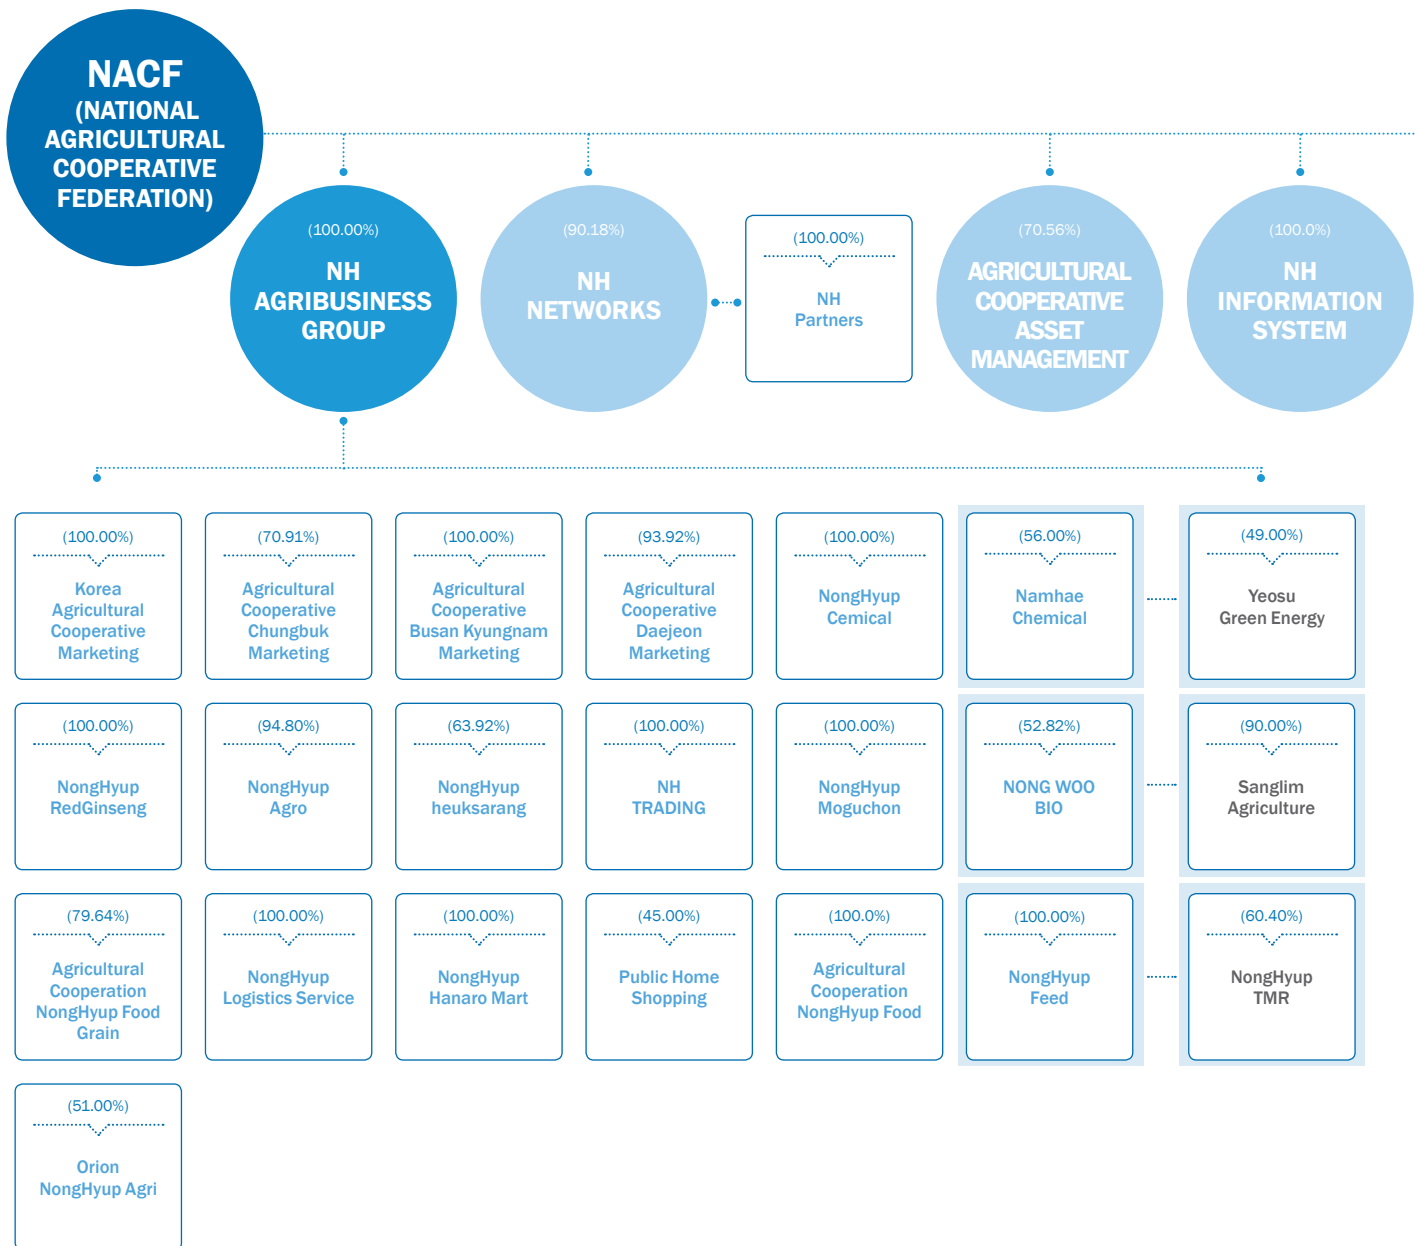 NACF
(NATIONAL
AGRICULTURAL
COOPERATIVE
FEDERATION)
(100.00%)
NH
AGRIBUSINESS
GROUP
(90.18%)
NH
NETWORKS
(100.00%)
NH
Partners
(70.56%)
AGRICULTURAL
COOPERATIVE
ASSET
MANAGEMENT
(100.0%)
NH
INFORMATION
SYSTEM
(100.00%)
Korea
Agricultural
Cooperative
Marketing
(70.91%)
Agricultural
Cooperative
Chungbuk
Marketing
(100.00%)
Agricultural
Cooperative
Busan Kyungnam
Marketing
(93.92%)
Agricultural
Cooperative
Daejeon
Marketing
(100.00%)
NongHyup
Cemical
(56.00%)
Namhae
Chemical
(49.00%)
Yeosu
Green Energy
(100.00%)
NongHyup
RedGinseng
(94.80%)
NongHyup
Agro
(63.92%)
NongHyup
heuksarang
(100.00%)
NH
TRADING
(100.00%)
NongHyup
Moguchon
(52.82%)
NONG WOO
BIO
(90.00%)
Sanglim
Agriculture
(79.64%)
Agricultural
Cooperation
NongHyup Food
Grain
(100.00%)
NongHyup
Logistics Service
(100.00%)
NongHyup
Hanaro Mart
(45.00%)
Public Home
Shopping
(100.0%)
Agricultural
Cooperation
NongHyup Food
(100.00%)
NongHyup
Feed
(60.40%)
NongHyup
TMR
(51.00%)
Orion
NongHyup Agri